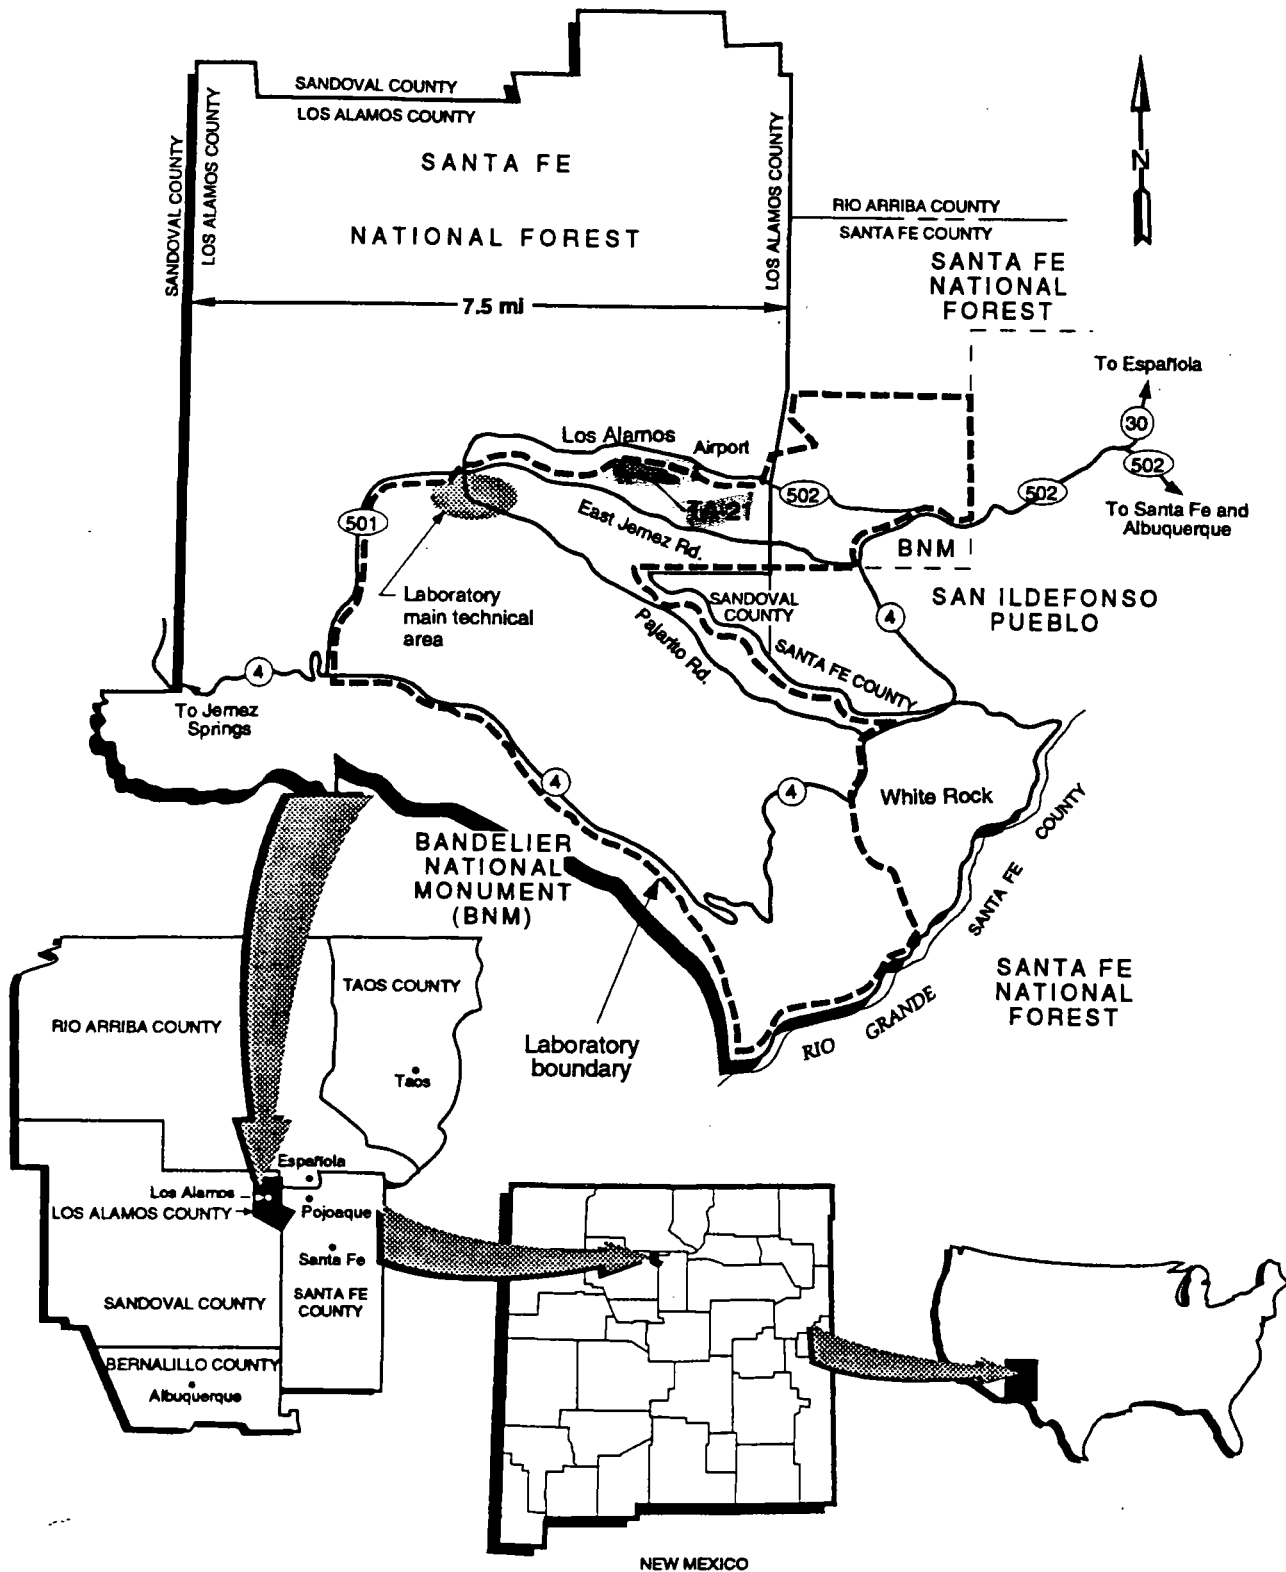 SANDOVAL COUNTY
LOS ALAMOS COUNTY
SANDOVAL COUNTY
LOS ALAMOS COUNTY
SANTA FE
NATIONAL FOREST
LOS ALAMOS COUNTY
N
RIO ARRIBA COUNTY
SANTA FE COUNTY
SANTA FE
NATIONAL
FOREST
7.5 mi
To Española
30
502
To Santa Fe and
Albuquerque
Los Alamos
Airport
502
502
TA-21
501
East Jemez Rd.
BNM
Laboratory
main technical
area
SANDOVAL
COUNTY
SAN ILDEFONSO
PUEBLO
4
Pajarito Rd.
SANTA FE COUNTY
4
To Jemez
Springs
4
4
White Rock
COUNTY
SANTA FE
BANDELIER
NATIONAL
MONUMENT
(BNM)
SANTA FE
NATIONAL
FOREST
RIO GRANDE
Laboratory
boundary
TAOS COUNTY
RIO ARRIBA COUNTY
Taos
Española
Los Alamos
LOS ALAMOS COUNTY
Pojoaque
Santa Fe
SANTA FE
COUNTY
SANDOVAL COUNTY
BERNALILLO COUNTY
Albuquerque
NEW MEXICO